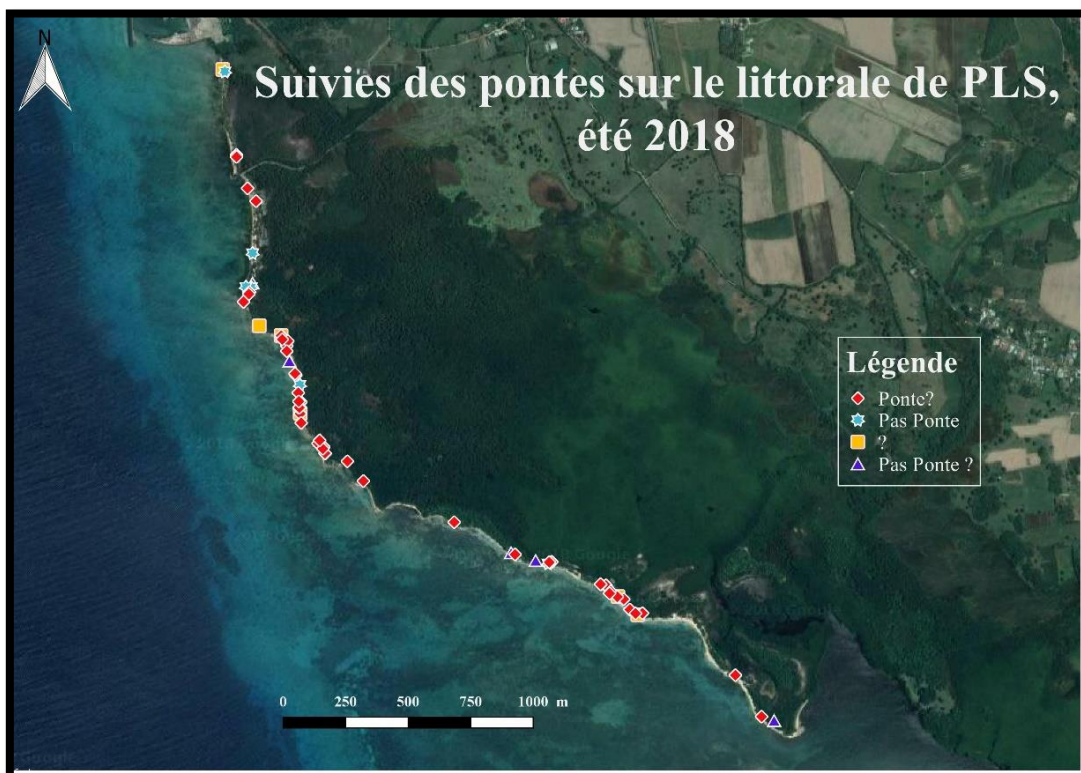 N
Suivies des pontes sur le littorale de PLS,
été 2018
Légende
Ponte?
Pas Ponte
?
Pas Ponte ?
0 250 500 750 1000 m